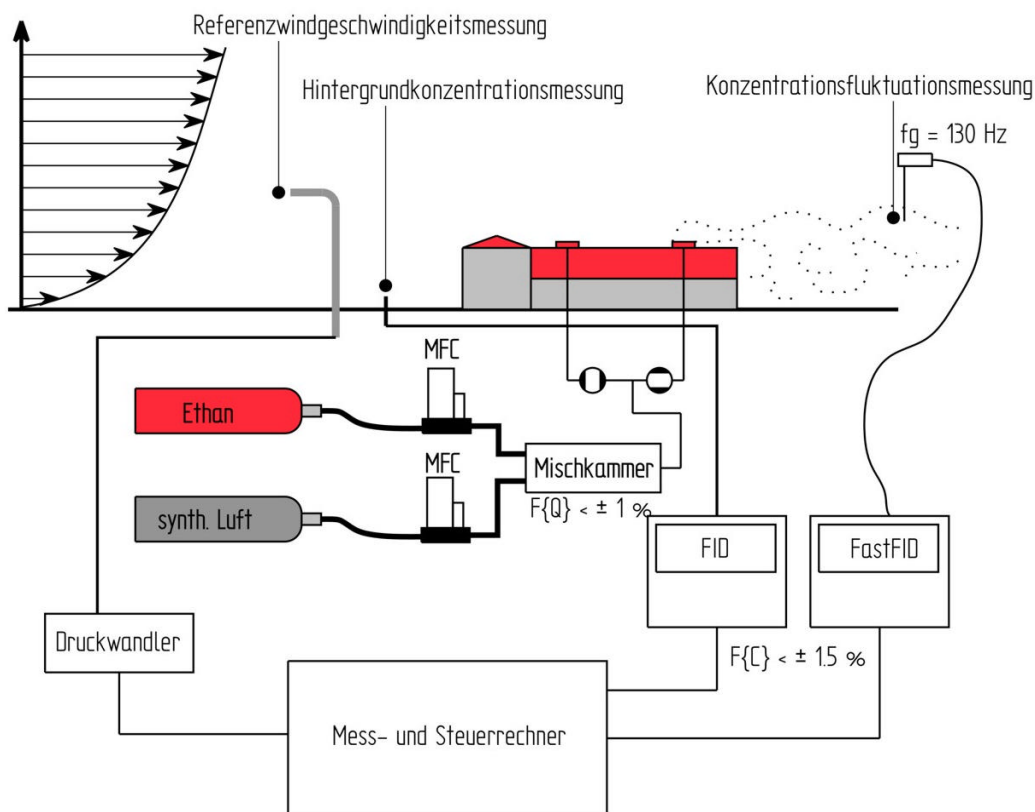 Referenzwindgeschwindigkeitsmessung
Hintergrundkonzentrationsmessung
Konzentrationsfluktuationsmessung
fg = 130 Hz
MFC
Ethan
MFC
Mischkammer
F{Q} < ± 1 %
synth. Luft
FID
FastFID
Druckwandler
F{C} < ± 1.5 %
Mess- und Steuerrechner